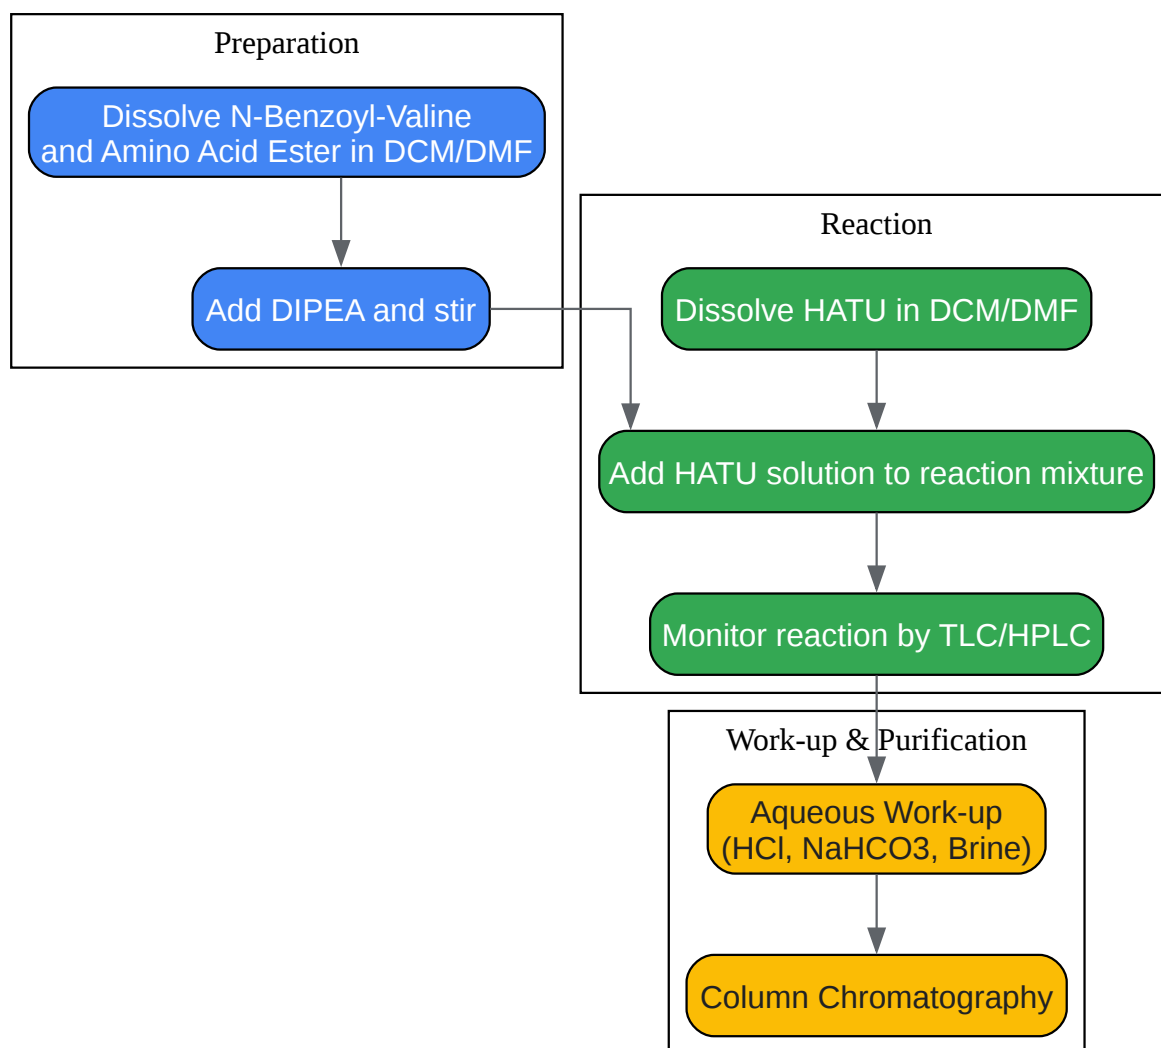 Preparation
Dissolve N-Benzoyl-Valine
and Amino Acid Ester in DCM/DMF
Add DIPEA and stir
Reaction
Dissolve HATU in DCM/DMF
Add HATU solution to reaction mixture
Monitor reaction by TLC/HPLC
Work-up & Purification
Aqueous Work-up
(HCl, NaHCO3, Brine)
Column Chromatography